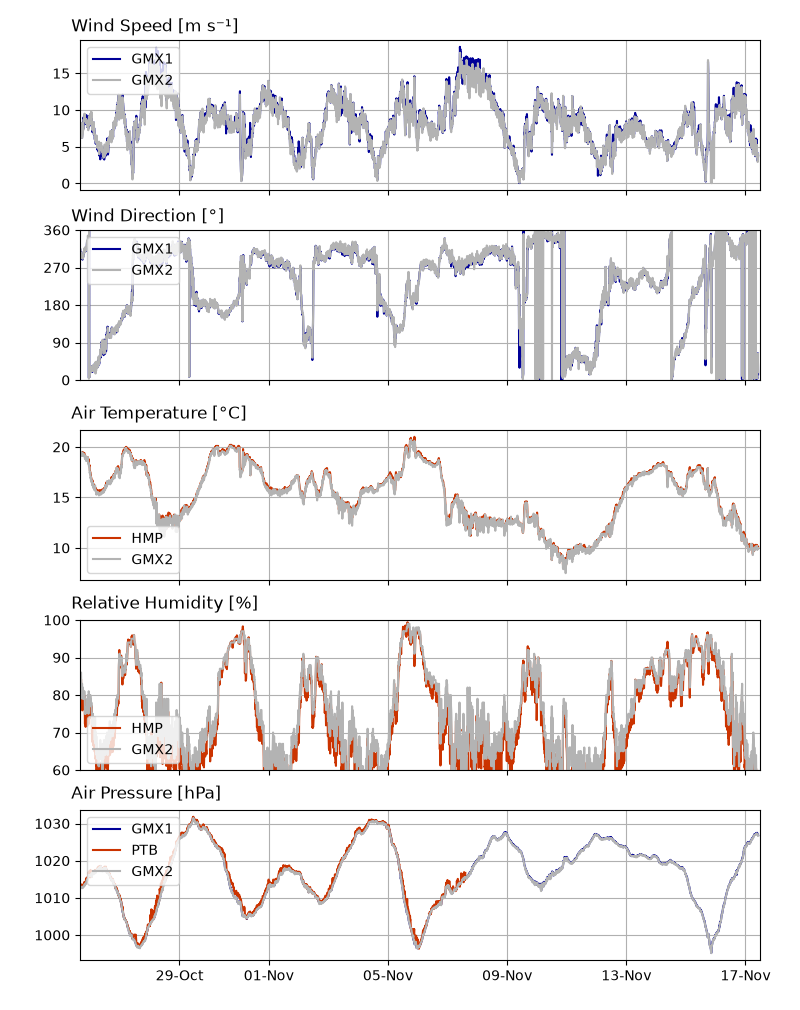 Wind Speed [m s⁻¹]
GMX1
GMX2
15
10
5
0
Wind Direction [°]
360
GMX1
GMX2
270
180
90
0
Air Temperature [°C]
20
15
10
HMP
GMX2
Relative Humidity [%]
100
90
80
70
HMP
GMX2
60
Air Pressure [hPa]
1030
GMX1
PTB
GMX2
1020
1010
1000
29-Oct 01-Nov 05-Nov 09-Nov 13-Nov 17-Nov